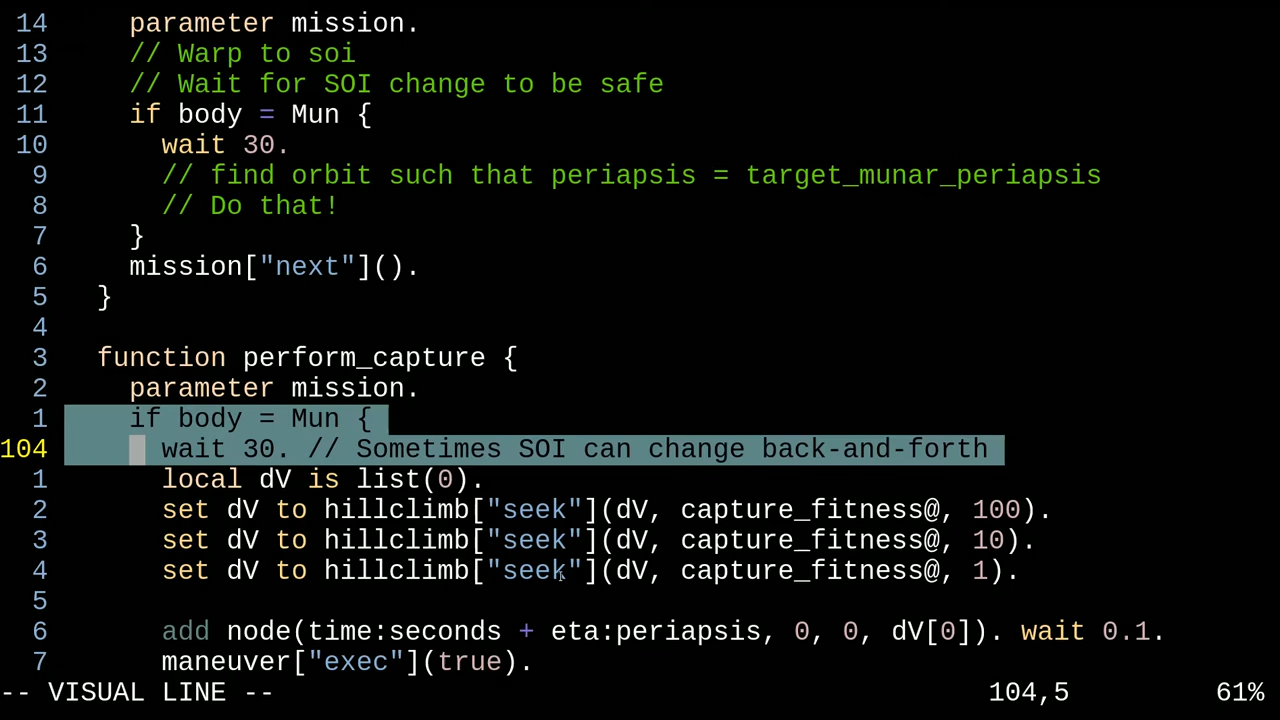 14     parameter mission.
13     // Warp to soi
12     // Wait for SOI change to be safe
11     if body = Mun {
10       wait 30.
 9       // find orbit such that periapsis = target_munar_periapsis
 8       // Do that!
 7     }
 6     mission["next"]().
 5   }
 4
 3   function perform_capture {
 2     parameter mission.
 1     if body = Mun {
104      wait 30. // Sometimes SOI can change back-and-forth
 1       local dV is list(0).
 2       set dV to hillclimb["seek"](dV, capture_fitness@, 100).
 3       set dV to hillclimb["seek"](dV, capture_fitness@, 10).
 4       set dV to hillclimb["seek"](dV, capture_fitness@, 1).
 5
 6       add node(time:seconds + eta:periapsis, 0, 0, dV[0]). wait 0.1.
 7       maneuver["exec"](true).
-- VISUAL LINE --                                            104,5         61%